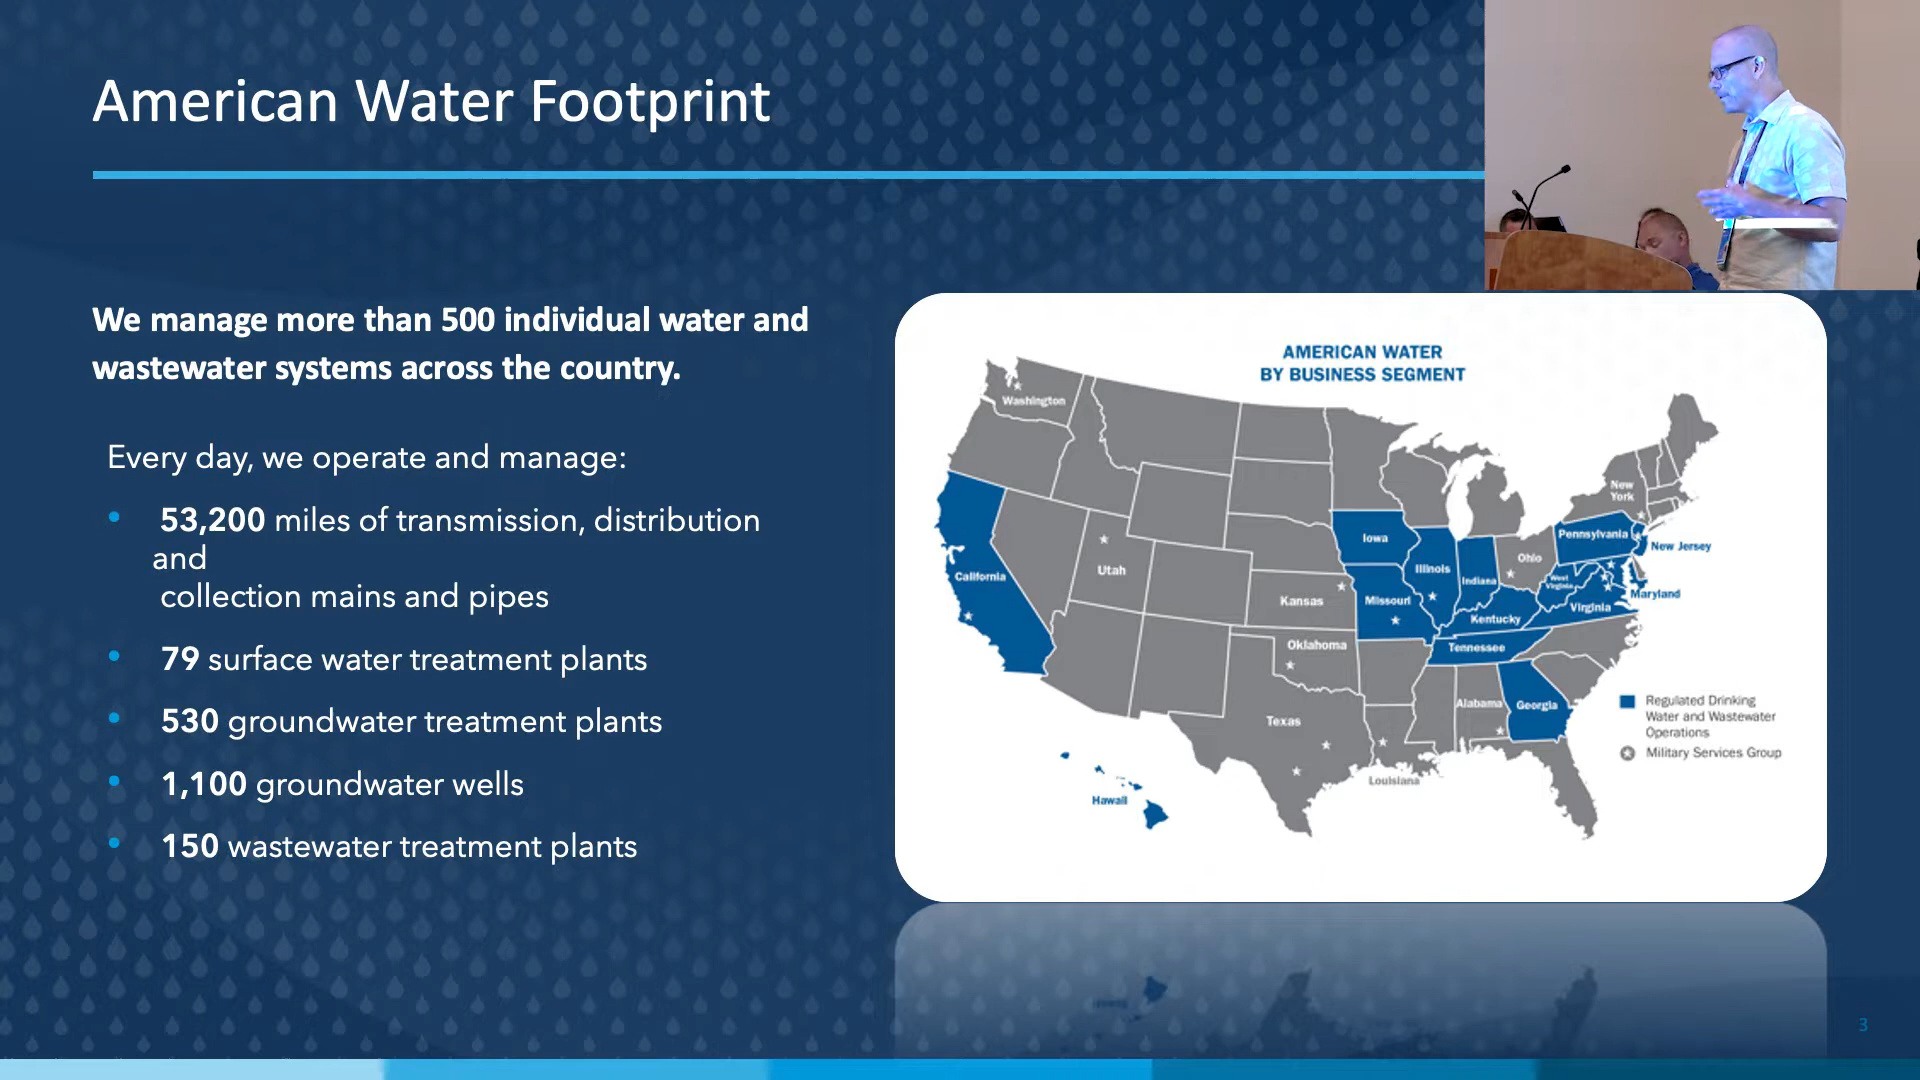 American Water Footprint
We manage more than 500 individual water and
wastewater systems across the country.
Every day, we operate and manage:
• 53,200 miles of transmission, distribution
and
collection mains and pipes
• 79 surface water treatment plants
• 530 groundwater treatment plants
• 1,100 groundwater wells
• 150 wastewater treatment plants
AMERICAN WATER
BY BUSINESS SEGMENT
Washington
New
York
Iowa
Pennsylvania
New Jersey
Ohio
Utah
Illinois
Indiana
West
Virginia
California
Kansas
Missouri
Maryland
Virginia
Kentucky
Oklahoma
Tennessee
Alabama
Georgia
Texas
Louisiana
Hawaii
Regulated Drinking
Water and Wastewater
Operations
Military Services Group
3